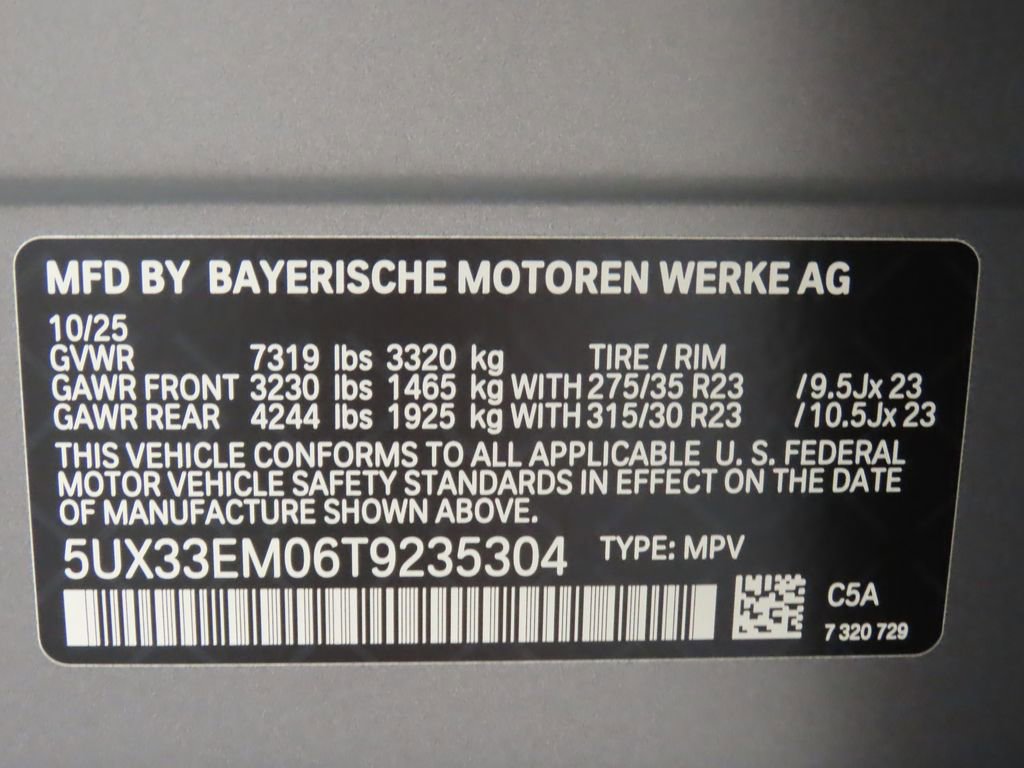 MFD BY BAYERISCHE MOTOREN WERKE AG
10/25
GVWR 7319 lbs 3320 kg TIRE / RIM
GAWR FRONT 3230 lbs 1465 kg WITH 275/35 R23 /9.5Jx 23
GAWR REAR 4244 lbs 1925 kg WITH 315/30 R23 /10.5Jx 23
THIS VEHICLE CONFORMS TO ALL APPLICABLE U. S. FEDERAL
MOTOR VEHICLE SAFETY STANDARDS IN EFFECT ON THE DATE
OF MANUFACTURE SHOWN ABOVE.
5UX33EM06T9235304 TYPE: MPV
C5A
7 320 729